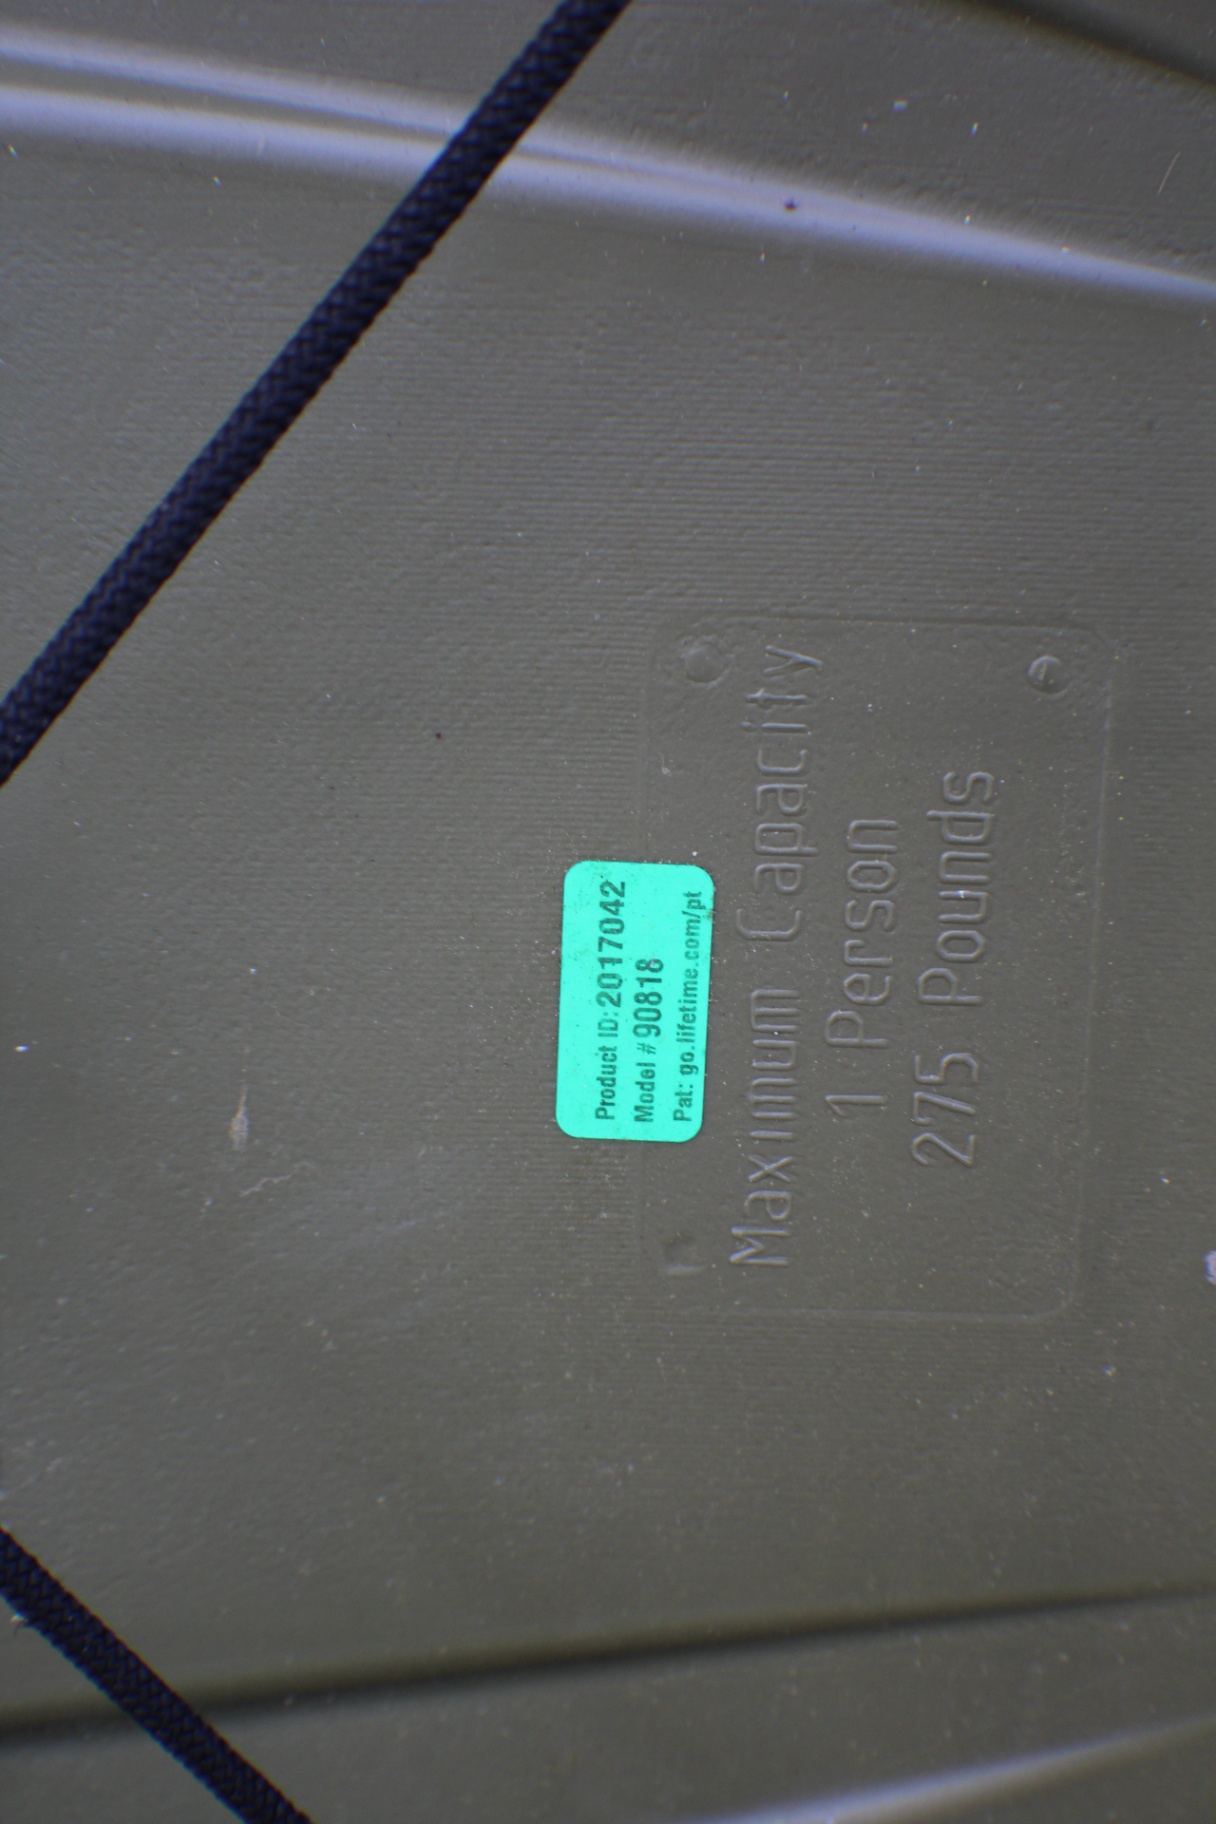 Product ID:2017042
Model # 90818
Pat: go.lifetime.com/pt
Maximum Capacity
1 Person
275 Pounds